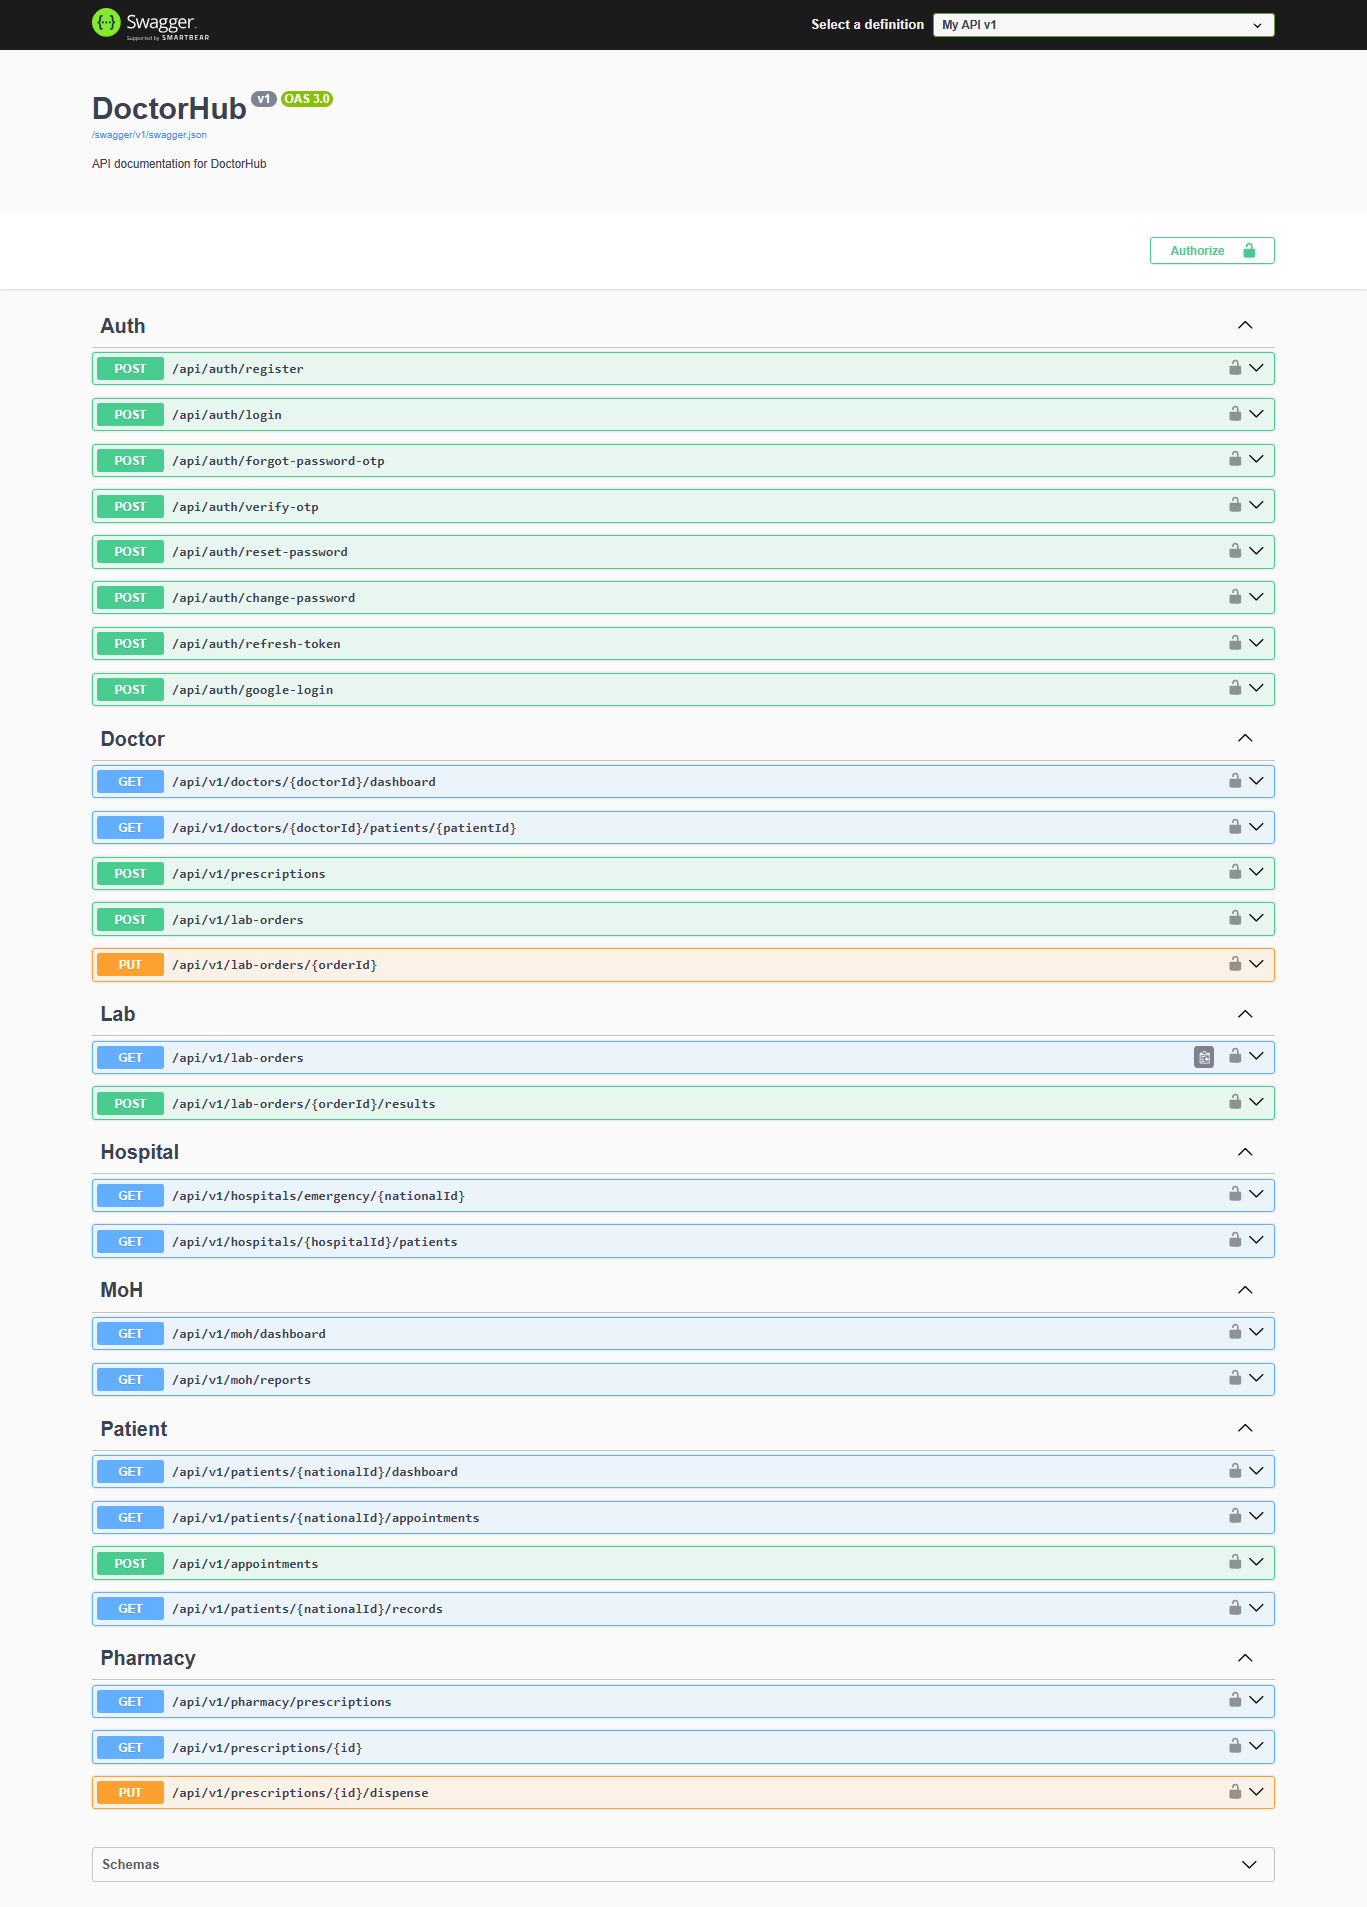 Swagger
Supported by SMARTBEAR
Select a definition
My API v1
DoctorHub v1 OAS 3.0
/swagger/v1/swagger.json
API documentation for DoctorHub
Authorize
Auth
POST /api/auth/register
POST /api/auth/login
POST /api/auth/forgot-password-otp
POST /api/auth/verify-otp
POST /api/auth/reset-password
POST /api/auth/change-password
POST /api/auth/refresh-token
POST /api/auth/google-login
Doctor
GET /api/v1/doctors/{doctorId}/dashboard
GET /api/v1/doctors/{doctorId}/patients/{patientId}
POST /api/v1/prescriptions
POST /api/v1/lab-orders
PUT /api/v1/lab-orders/{orderId}
Lab
GET /api/v1/lab-orders
POST /api/v1/lab-orders/{orderId}/results
Hospital
GET /api/v1/hospitals/emergency/{nationalId}
GET /api/v1/hospitals/{hospitalId}/patients
MoH
GET /api/v1/moh/dashboard
GET /api/v1/moh/reports
Patient
GET /api/v1/patients/{nationalId}/dashboard
GET /api/v1/patients/{nationalId}/appointments
POST /api/v1/appointments
GET /api/v1/patients/{nationalId}/records
Pharmacy
GET /api/v1/pharmacy/prescriptions
GET /api/v1/prescriptions/{id}
PUT /api/v1/prescriptions/{id}/dispense
Schemas